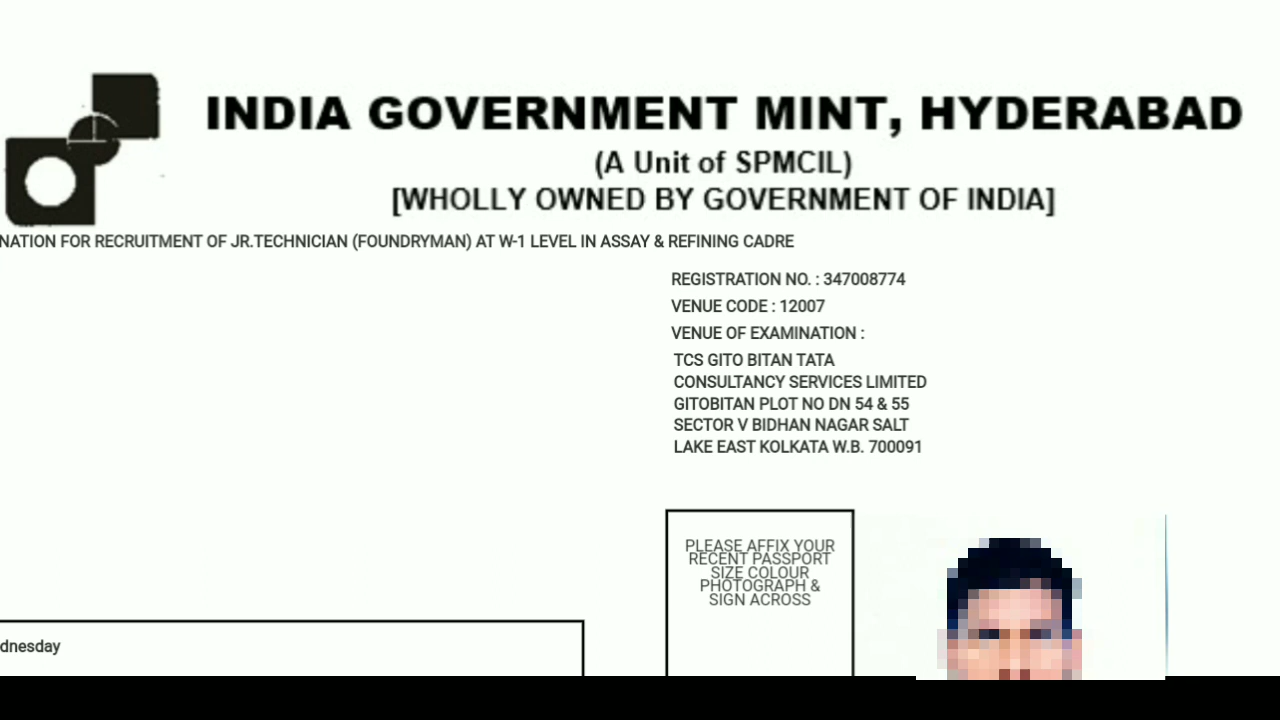 INDIA GOVERNMENT MINT, HYDERABAD
(A Unit of SPMCIL)
[WHOLLY OWNED BY GOVERNMENT OF INDIA]
NATION FOR RECRUITMENT OF JR.TECHNICIAN (FOUNDRYMAN) AT W-1 LEVEL IN ASSAY & REFINING CADRE
REGISTRATION NO. : 347008774
VENUE CODE : 12007
VENUE OF EXAMINATION :
TCS GITO BITAN TATA
CONSULTANCY SERVICES LIMITED
GITOBITAN PLOT NO DN 54 & 55
SECTOR V BIDHAN NAGAR SALT
LAKE EAST KOLKATA W.B. 700091
PLEASE AFFIX YOUR
RECENT PASSPORT
SIZE COLOUR
PHOTOGRAPH &
SIGN ACROSS
dnesday